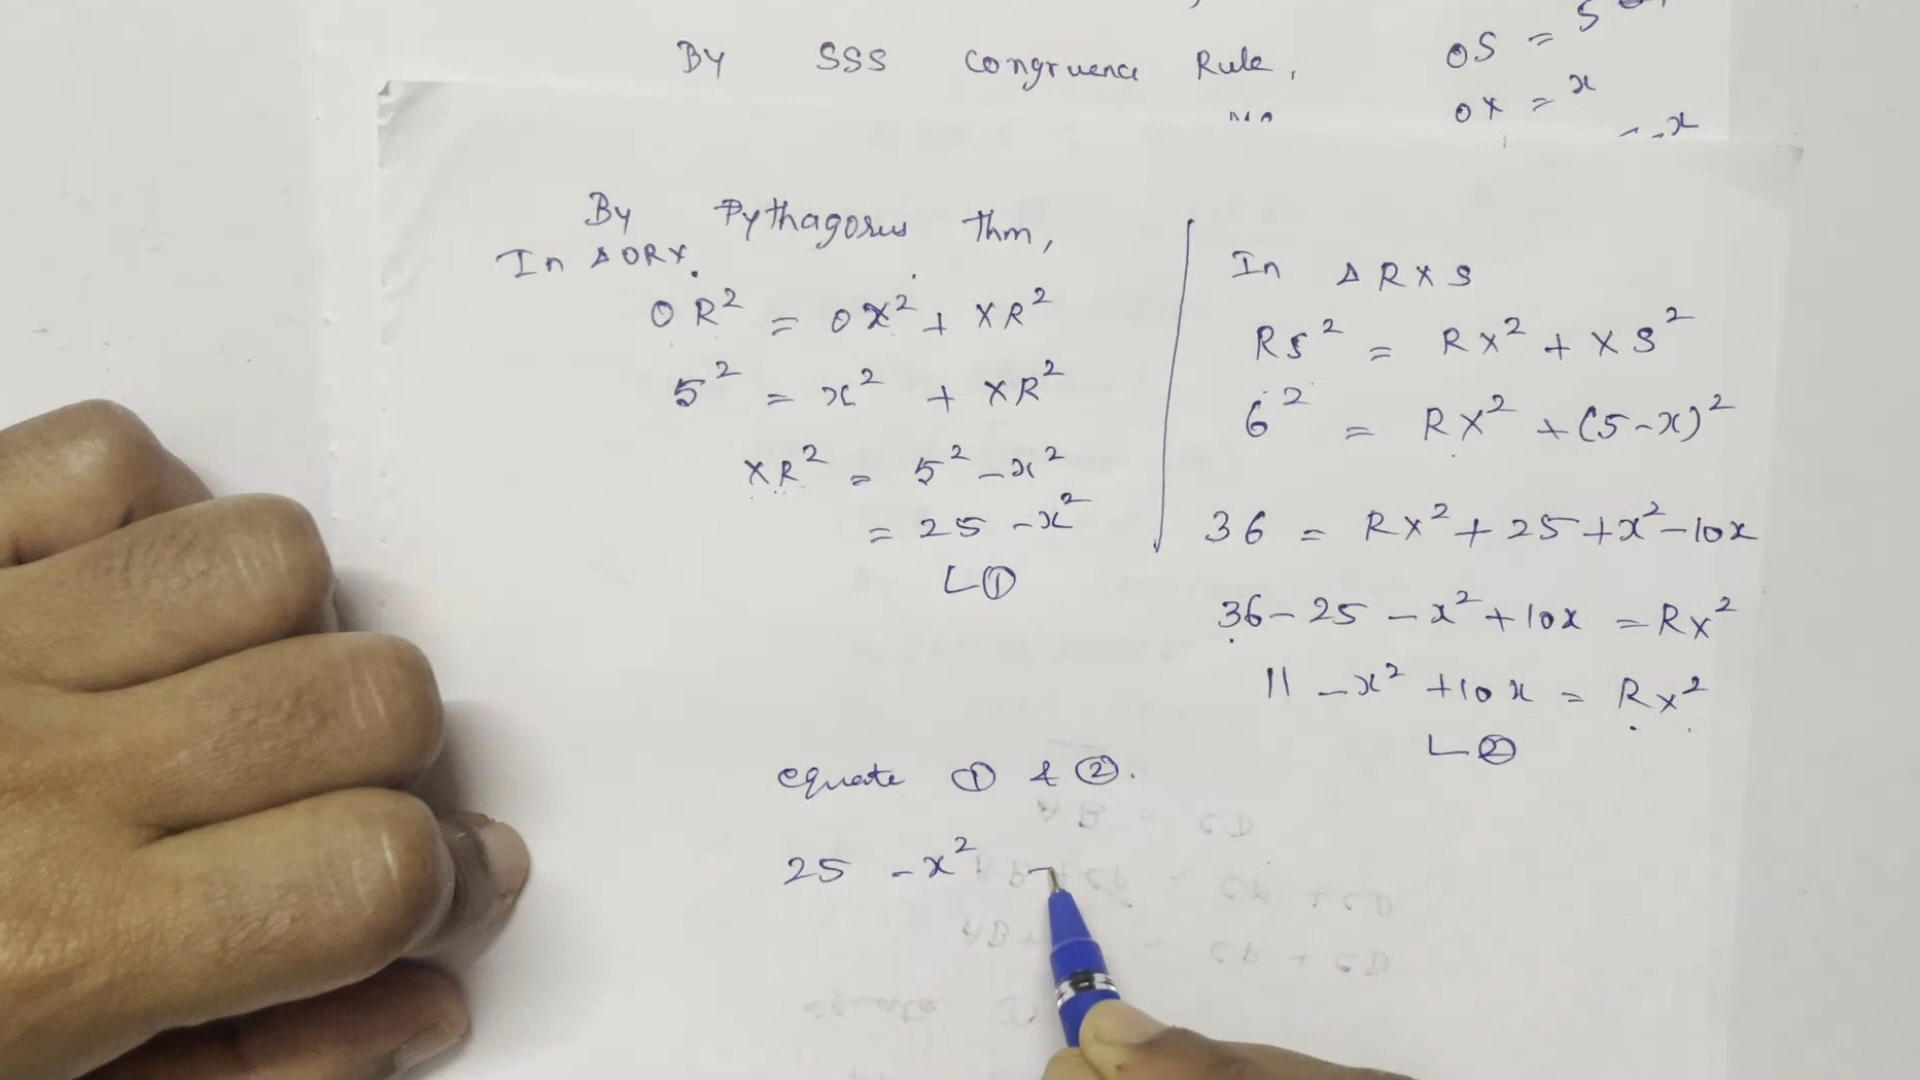 By SSS Congruence Rule,
OS = 5
OX = x
-x
By Pythagorus Thm,
In ΔORX.
OR² = OX² + XR²
5² = x² + XR²
XR² = 5² - x²
= 25 - x²
①
In ΔRXS
RS² = RX² + XS²
6² = RX² + (5-x)²
36 = RX² + 25 + x² - 10x
36 - 25 - x² + 10x = RX²
11 - x² + 10x = RX²
②
equate ① & ②.
25 - x²